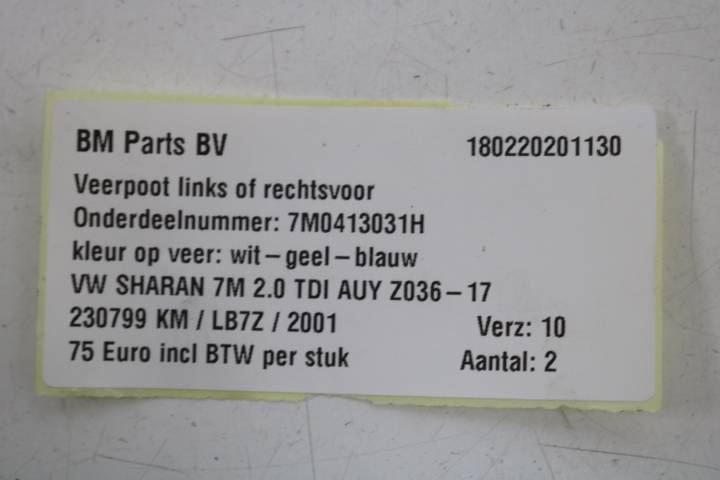 BM Parts BV 180220201130
Veerpoot links of rechtsvoor
Onderdeelnummer: 7M0413031H
kleur op veer: wit-geel-blauw
VW SHARAN 7M 2.0 TDI AUY Z036-17
230799 KM / LB7Z / 2001 Verz: 10
75 Euro incl BTW per stuk Aantal: 2